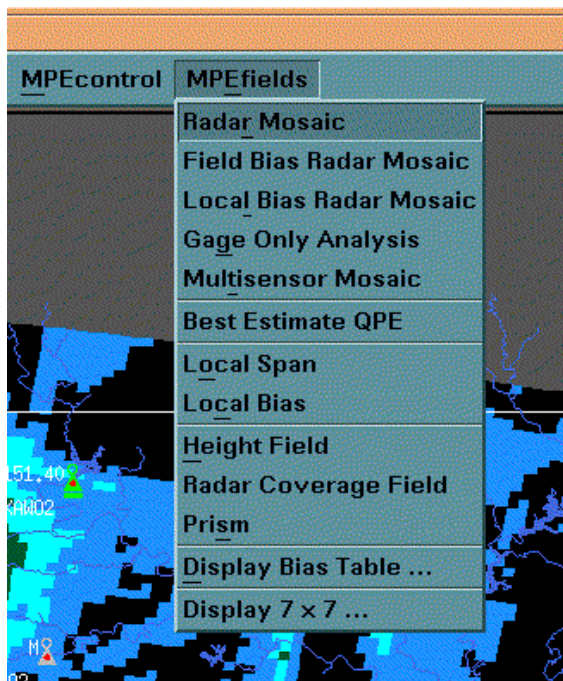 MPEcontrol MPEfields
Radar Mosaic
Field Bias Radar Mosaic
Local Bias Radar Mosaic
Gage Only Analysis
Multisensor Mosaic
Best Estimate QPE
Local Span
Local Bias
Height Field
151.40
Radar Coverage Field
KAWO2
Prism
Display Bias Table ...
Display 7 x 7 ...
M
02